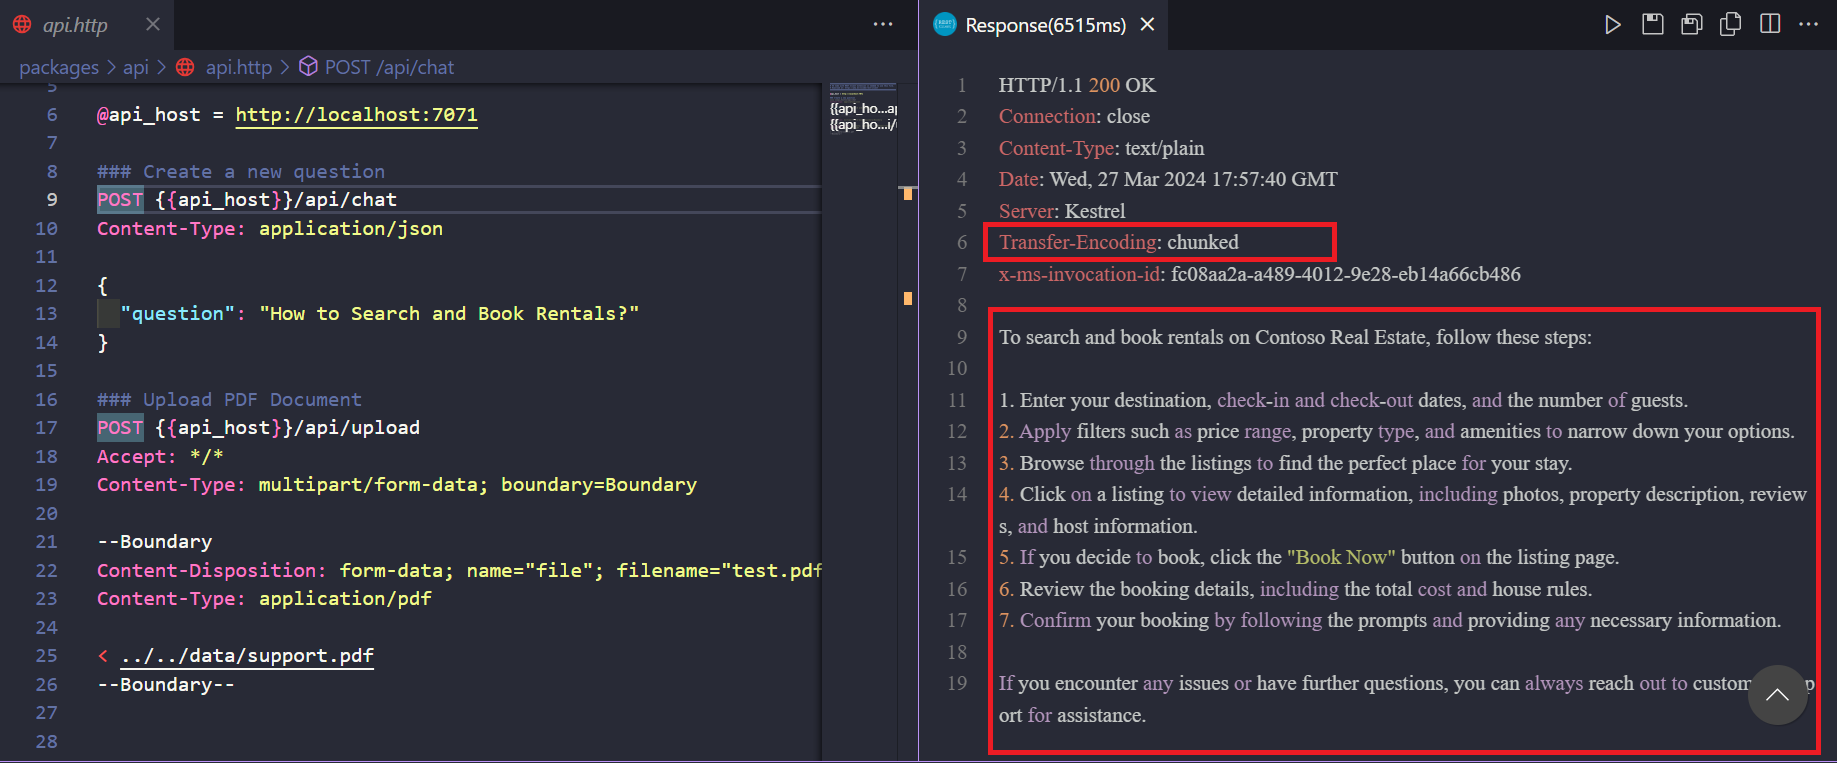 api.http
packages > api > api.http > POST /api/chat
5
6 @api_host = http://localhost:7071
7
8 ### Create a new question
9 POST {{api_host}}/api/chat
10 Content-Type: application/json
11
12 {
13 "question": "How to Search and Book Rentals?"
14 }
15
16 ### Upload PDF Document
17 POST {{api_host}}/api/upload
18 Accept: */*
19 Content-Type: multipart/form-data; boundary=Boundary
20
21 --Boundary
22 Content-Disposition: form-data; name="file"; filename="test.pdf
23 Content-Type: application/pdf
24
25 < ../../data/support.pdf
26 --Boundary--
27
28
{{api_ho...ap
{{api_ho...i/u
Response(6515ms)
1 HTTP/1.1 200 OK
2 Connection: close
3 Content-Type: text/plain
4 Date: Wed, 27 Mar 2024 17:57:40 GMT
5 Server: Kestrel
6 Transfer-Encoding: chunked
7 x-ms-invocation-id: fc08aa2a-a489-4012-9e28-eb14a66cb486
8
9 To search and book rentals on Contoso Real Estate, follow these steps:
10
11 1. Enter your destination, check-in and check-out dates, and the number of guests.
12 2. Apply filters such as price range, property type, and amenities to narrow down your options.
13 3. Browse through the listings to find the perfect place for your stay.
14 4. Click on a listing to view detailed information, including photos, property description, review
s, and host information.
15 5. If you decide to book, click the "Book Now" button on the listing page.
16 6. Review the booking details, including the total cost and house rules.
17 7. Confirm your booking by following the prompts and providing any necessary information.
18
19 If you encounter any issues or have further questions, you can always reach out to custom p
ort for assistance.